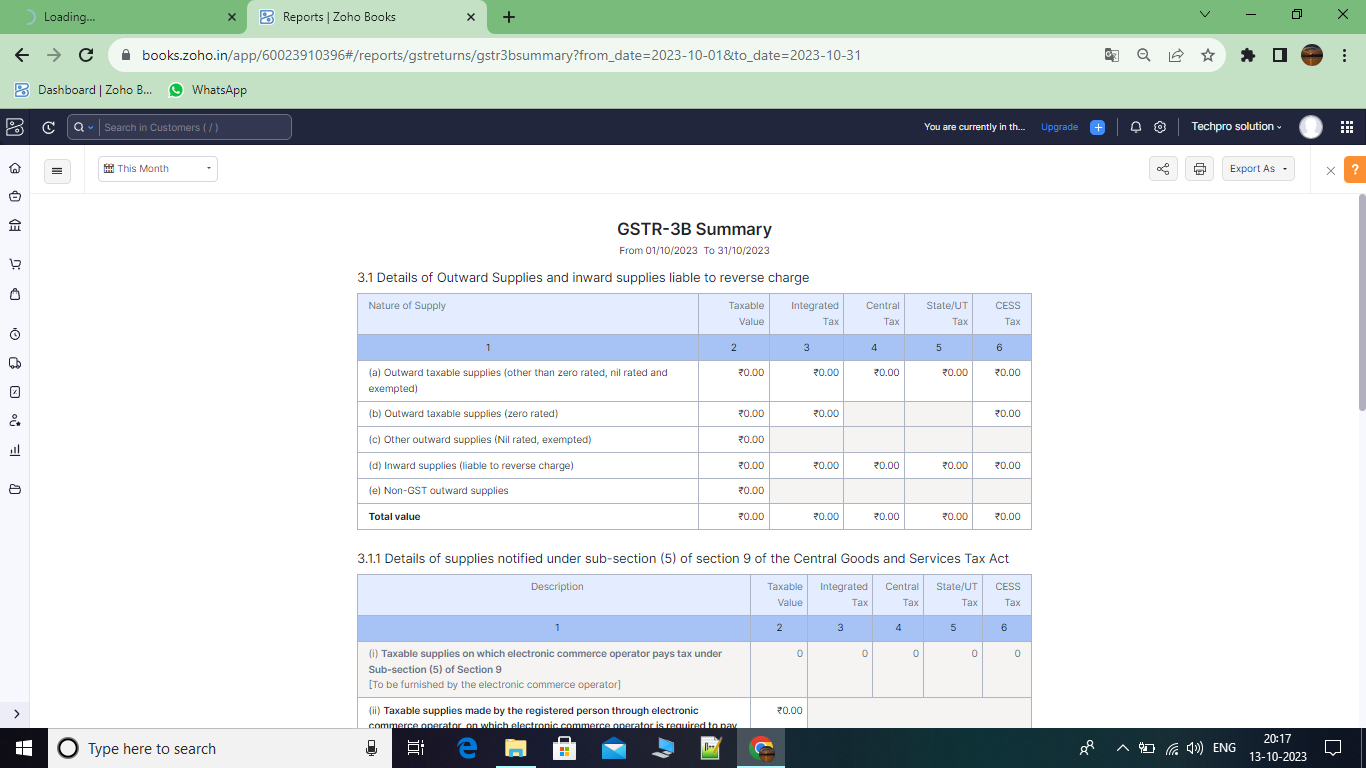 Loading...
Reports | Zoho Books
books.zoho.in/app/60023910396#/reports/gstreturns/gstr3bsummary?from_date=2023-10-01&to_date=2023-10-31
Dashboard | Zoho B...
WhatsApp
Search in Customers ( / )
You are currently in th...
Upgrade
Techpro solution
This Month
Export As
?
GSTR-3B Summary
From 01/10/2023 To 31/10/2023
3.1 Details of Outward Supplies and inward supplies liable to reverse charge
Nature of Supply Taxable Value Integrated Tax Central Tax State/UT Tax CESS Tax
1 2 3 4 5 6
(a) Outward taxable supplies (other than zero rated, nil rated and
exempted) ₹0.00 ₹0.00 ₹0.00 ₹0.00 ₹0.00
(b) Outward taxable supplies (zero rated) ₹0.00 ₹0.00 ₹0.00
(c) Other outward supplies (Nil rated, exempted) ₹0.00
(d) Inward supplies (liable to reverse charge) ₹0.00 ₹0.00 ₹0.00 ₹0.00 ₹0.00
(e) Non-GST outward supplies ₹0.00
Total value ₹0.00 ₹0.00 ₹0.00 ₹0.00 ₹0.00
3.1.1 Details of supplies notified under sub-section (5) of section 9 of the Central Goods and Services Tax Act
Description Taxable Value Integrated Tax Central Tax State/UT Tax CESS Tax
1 2 3 4 5 6
(i) Taxable supplies on which electronic commerce operator pays tax under 0 0 0 0 0
Sub-section (5) of Section 9
[To be furnished by the electronic commerce operator]
(ii) Taxable supplies made by the registered person through electronic ₹0.00
commerce operator, on which electronic commerce operator is required to pay
Type here to search
ENG
20:17
13-10-2023